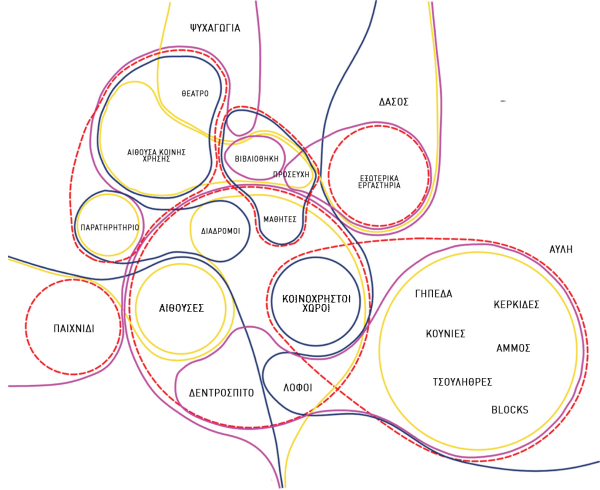 ΨΥΧΑΓΩΓΙΑ
ΘΕΑΤΡΟ
ΔΑΣΟΣ
ΑΙΘΟΥΣΑ ΚΟΙΝΗΣ
ΧΡΗΣΗΣ
ΒΙΒΛΙΟΘΗΚΗ
ΠΡΟΣΕΥΧΗ
ΕΞΩΤΕΡΙΚΑ
ΕΡΓΑΣΤΗΡΙΑ
ΠΑΡΑΤΗΡΗΤΗΡΙΟ
ΔΙΑΔΡΟΜΟΙ
ΜΑΘΗΤΕΣ
ΑΥΛΗ
ΠΑΙΧΝΙΔΙ
ΑΙΘΟΥΣΕΣ
ΚΟΙΝΟΧΡΗΣΤΟΙ
ΧΩΡΟΙ
ΓΗΠΕΔΑ
ΚΕΡΚΙΔΕΣ
ΚΟΥΝΙΕΣ
ΑΜΜΟΣ
ΤΣΟΥΛΗΘΡΕΣ
BLOCKS
ΔΕΝΤΡΟΣΠΙΤΟ
ΛΟΦΟΙ